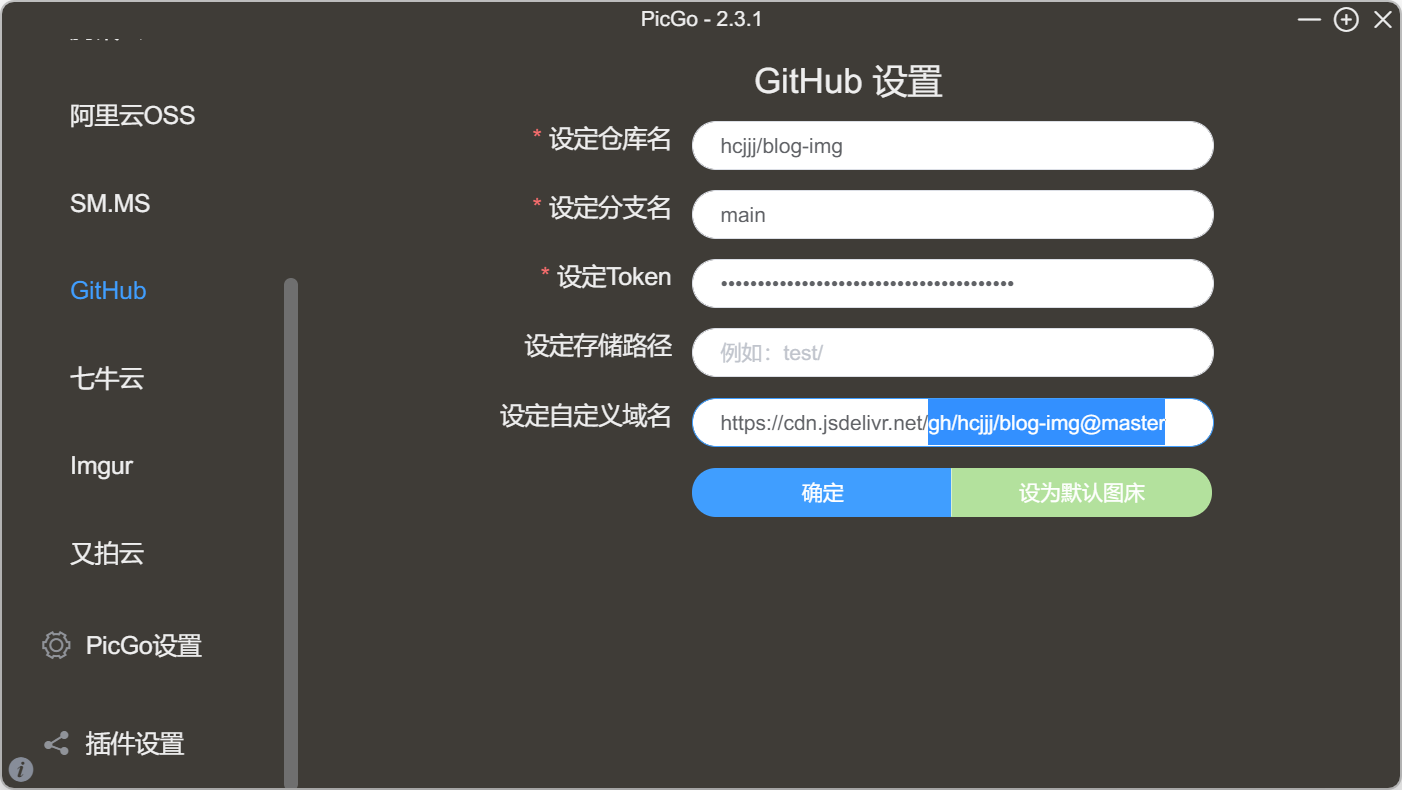 PicGo - 2.3.1
阿里云OSS
SM.MS
GitHub
七牛云
Imgur
又拍云
PicGo设置
插件设置
GitHub 设置
* 设定仓库名 hcjjj/blog-img
* 设定分支名 main
* 设定Token ••••••••••••••••••••••••••••••••••••••••
设定存储路径 例如：test/
设定自定义域名 https://cdn.jsdelivr.net/gh/hcjjj/blog-img@master
确定 设为默认图床